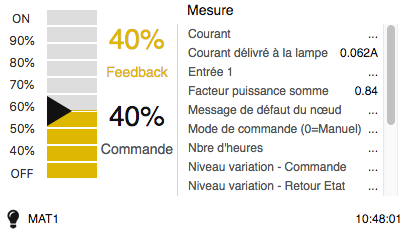 Mesure
ON
90%
80%
70%
60%
50%
40%
OFF
40%
Feedback
40%
Commande
Courant ...
Courant délivré à la lampe 0.062A
Entrée 1 ...
Facteur puissance somme 0.84
Message de défaut du nœud ...
Mode de commande (0=Manuel) ...
Nbre d'heures ...
Niveau variation - Commande ...
Niveau variation - Retour Etat ...
MAT1 10:48:01